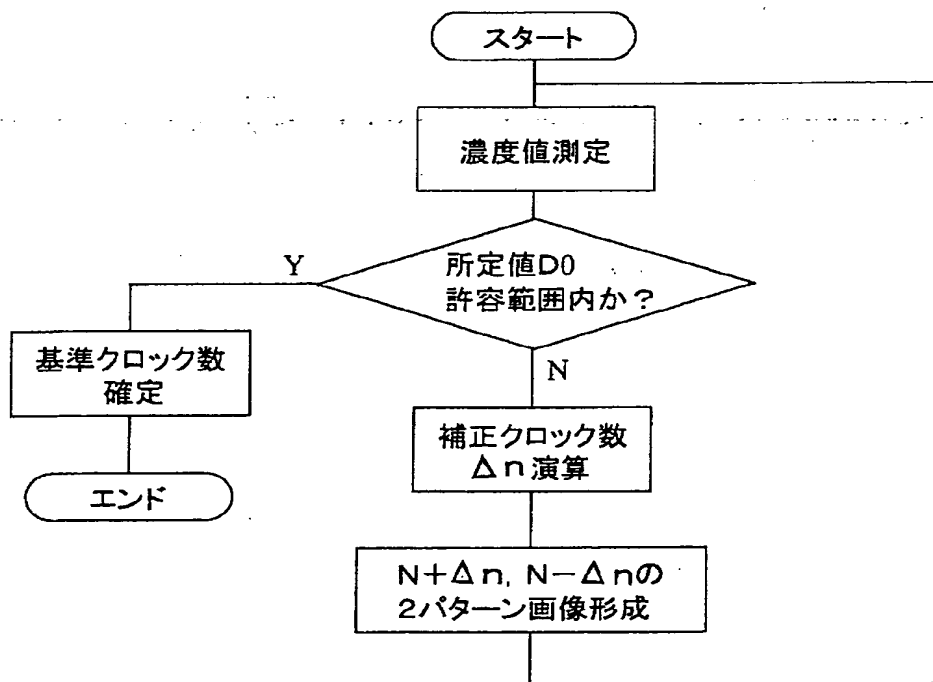 スタート
濃度値測定
所定値D0
許容範囲内か?
Y
N
基準クロック数
確定
エンド
補正クロック数
Δn演算
N+Δn, N-Δnの
2パターン画像形成